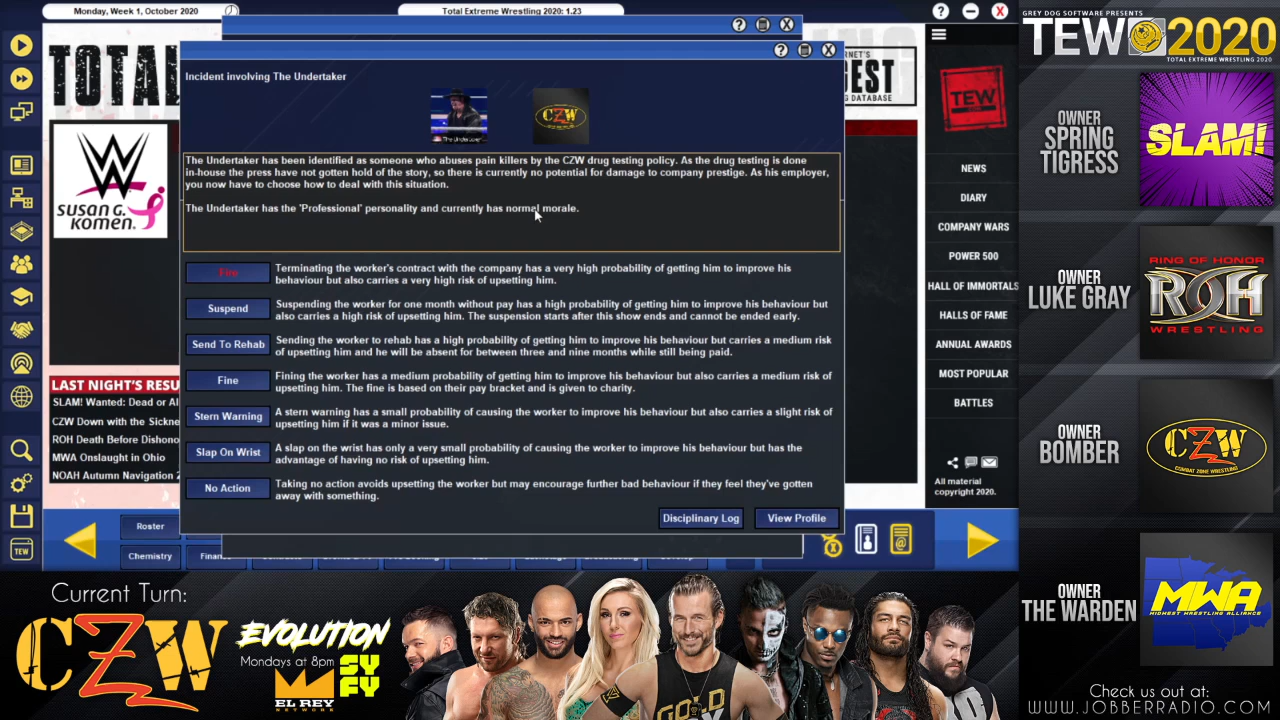 Monday, Week 1, October 2020
Total Extreme Wrestling 2020: 1.23
GREY DOG SOFTWARE PRESENTS
TEW 2020
TOTAL EXTREME WRESTLING 2020
TOTAL
EST
DATABASE
Incident involving The Undertaker
The Undertaker
CZW
The Undertaker has been identified as someone who abuses pain killers by the CZW drug testing policy. As the drug testing is done
in-house the press have not gotten hold of the story, so there is currently no potential for damage to company prestige. As his employer,
you now have to choose how to deal with this situation.
The Undertaker has the 'Professional' personality and currently has normal morale.
Fire
Terminating the worker's contract with the company has a very high probability of getting him to improve his
behaviour but also carries a very high risk of upsetting him.
Suspend
Suspending the worker for one month without pay has a high probability of getting him to improve his behaviour but
also carries a high risk of upsetting him. The suspension starts after this show ends and cannot be ended early.
Send To Rehab
Sending the worker to rehab has a high probability of getting him to improve his behaviour but carries a medium risk
of upsetting him and he will be absent for between three and nine months while still being paid.
Fine
Fining the worker has a medium probability of getting him to improve his behaviour but also carries a medium risk of
upsetting him. The fine is based on their pay bracket and is given to charity.
Stern Warning
A stern warning has a small probability of causing the worker to improve his behaviour but also carries a slight risk of
upsetting him if it was a minor issue.
Slap On Wrist
A slap on the wrist has only a very small probability of causing the worker to improve his behaviour but has the
advantage of having no risk of upsetting him.
No Action
Taking no action avoids upsetting the worker but may encourage further bad behaviour if they feel they've gotten
away with something.
Disciplinary Log
View Profile
W
SUSAN G.
KOMEN
LAST NIGHT'S RESU
SLAM! Wanted: Dead or Al
CZW Down with the Sickne
ROH Death Before Dishono
MWA Onslaught in Ohio
NOAH Autumn Navigation 2
Roster
Chemistry
TEW
TEW
NEWS
DIARY
COMPANY WARS
POWER 500
HALL OF IMMORTALS
HALLS OF FAME
ANNUAL AWARDS
MOST POPULAR
BATTLES
All material
copyright 2020.
OWNER
SPRING
TIGRESS
SLAM!
OWNER
LUKE GRAY
RING OF HONOR
ROH
WRESTLING
OWNER
BOMBER
CZW
COMBAT ZONE WRESTLING
OWNER
THE WARDEN
MWA
MIDWEST WRESTLING ALLIANCE
Current Turn:
CZW
EVOLUTION
Mondays at 8pm
EL REY
NETWORK
SYFY
Check us out at:
WWW.JOBBERRADIO.COM